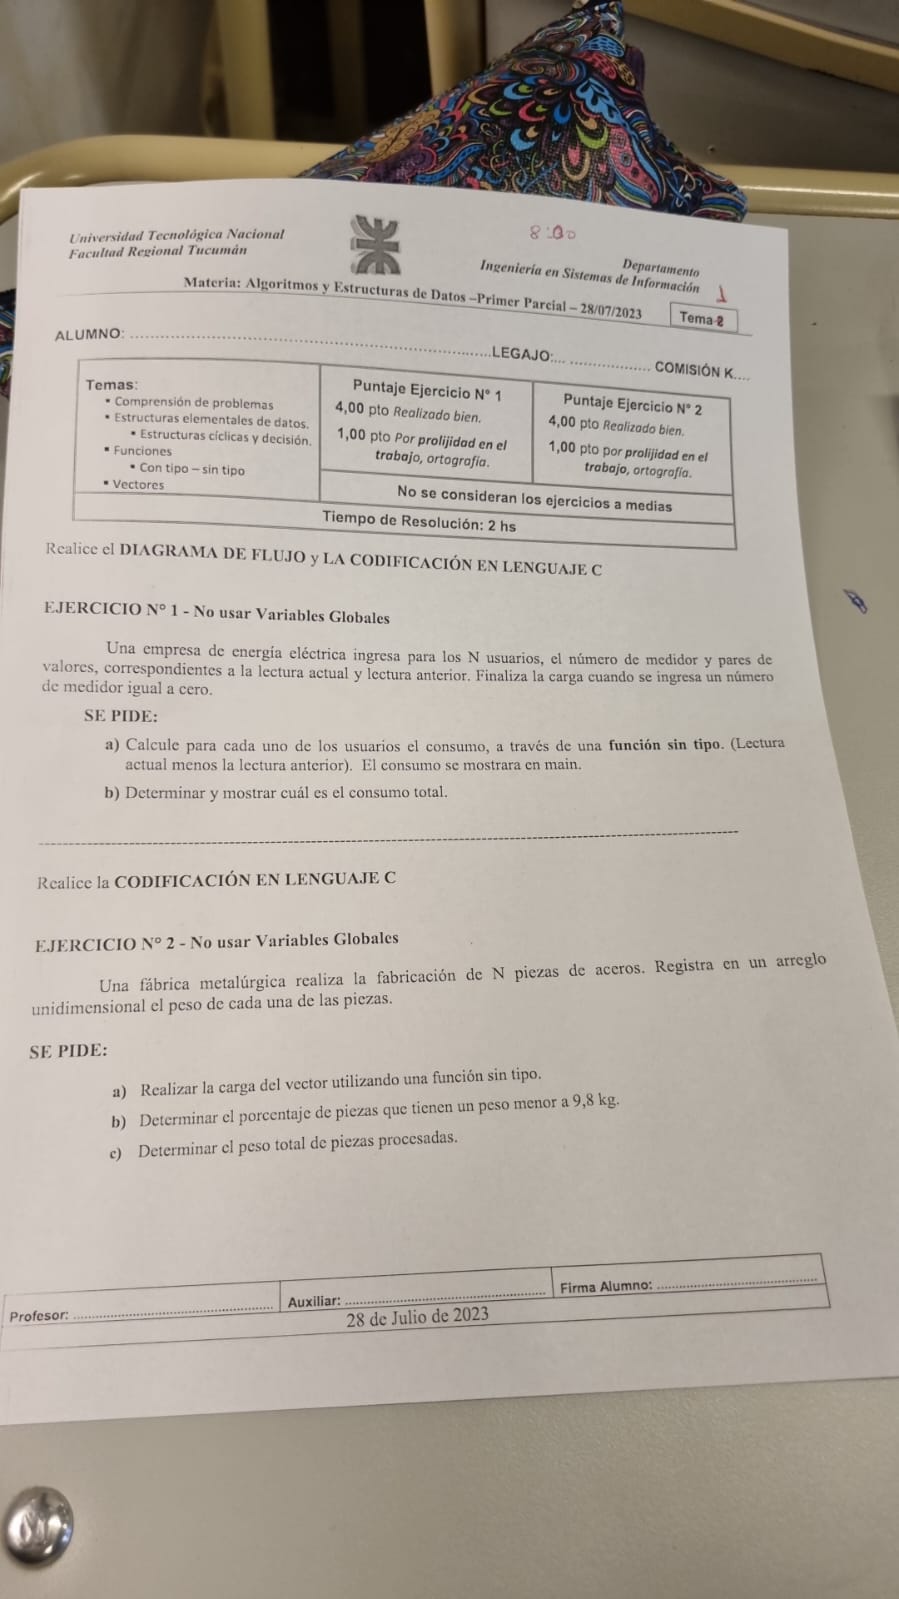 8:00
Universidad Tecnológica Nacional
Facultad Regional Tucumán
Departamento
Ingeniería en Sistemas de Información
Materia: Algoritmos y Estructuras de Datos –Primer Parcial – 28/07/2023
1
Tema 2
ALUMNO: ........ LEGAJO:... ........ COMISIÓN K....
Temas:
▪ Comprensión de problemas
▪ Estructuras elementales de datos.
▪ Estructuras cíclicas y decisión.
▪ Funciones
▪ Con tipo – sin tipo
▪ Vectores
Puntaje Ejercicio N° 1
4,00 pto Realizado bien.
1,00 pto Por prolijidad en el
trabajo, ortografía.
Puntaje Ejercicio N° 2
4,00 pto Realizado bien.
1,00 pto por prolijidad en el
trabajo, ortografía.
No se consideran los ejercicios a medias
Tiempo de Resolución: 2 hs
Realice el DIAGRAMA DE FLUJO y LA CODIFICACIÓN EN LENGUAJE C
EJERCICIO N° 1 - No usar Variables Globales
Una empresa de energía eléctrica ingresa para los N usuarios, el número de medidor y pares de
valores, correspondientes a la lectura actual y lectura anterior. Finaliza la carga cuando se ingresa un número
de medidor igual a cero.
SE PIDE:
a) Calcule para cada uno de los usuarios el consumo, a través de una función sin tipo. (Lectura
actual menos la lectura anterior). El consumo se mostrara en main.
b) Determinar y mostrar cuál es el consumo total.
Realice la CODIFICACIÓN EN LENGUAJE C
EJERCICIO N° 2 - No usar Variables Globales
Una fábrica metalúrgica realiza la fabricación de N piezas de aceros. Registra en un arreglo
unidimensional el peso de cada una de las piezas.
SE PIDE:
a) Realizar la carga del vector utilizando una función sin tipo.
b) Determinar el porcentaje de piezas que tienen un peso menor a 9,8 kg.
c) Determinar el peso total de piezas procesadas.
Profesor: ........ Auxiliar: ........ Firma Alumno: ........
28 de Julio de 2023